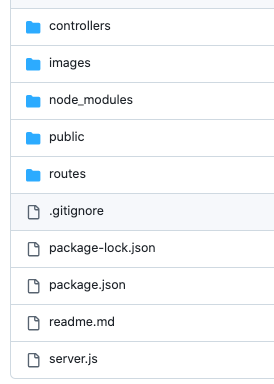 controllers
images
node_modules
public
routes
.gitignore
package-lock.json
package.json
readme.md
server.js